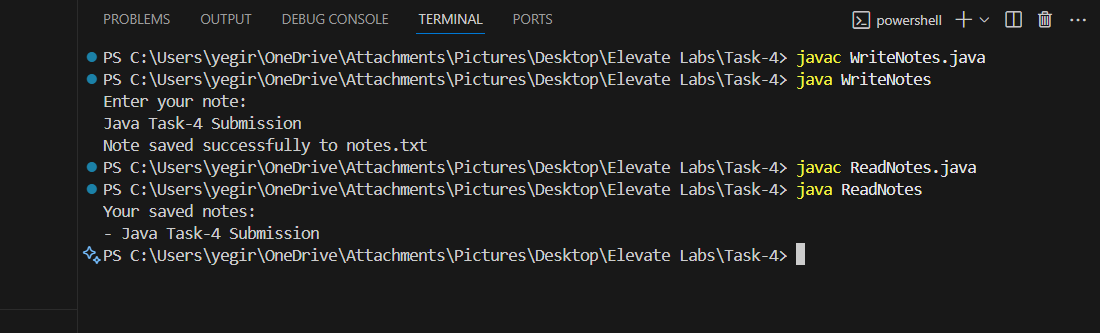 PROBLEMS OUTPUT DEBUG CONSOLE TERMINAL PORTS powershell
PS C:\Users\yegir\OneDrive\Attachments\Pictures\Desktop\Elevate Labs\Task-4> javac WriteNotes.java
PS C:\Users\yegir\OneDrive\Attachments\Pictures\Desktop\Elevate Labs\Task-4> java WriteNotes
Enter your note:
Java Task-4 Submission
Note saved successfully to notes.txt
PS C:\Users\yegir\OneDrive\Attachments\Pictures\Desktop\Elevate Labs\Task-4> javac ReadNotes.java
PS C:\Users\yegir\OneDrive\Attachments\Pictures\Desktop\Elevate Labs\Task-4> java ReadNotes
Your saved notes:
- Java Task-4 Submission
PS C:\Users\yegir\OneDrive\Attachments\Pictures\Desktop\Elevate Labs\Task-4>